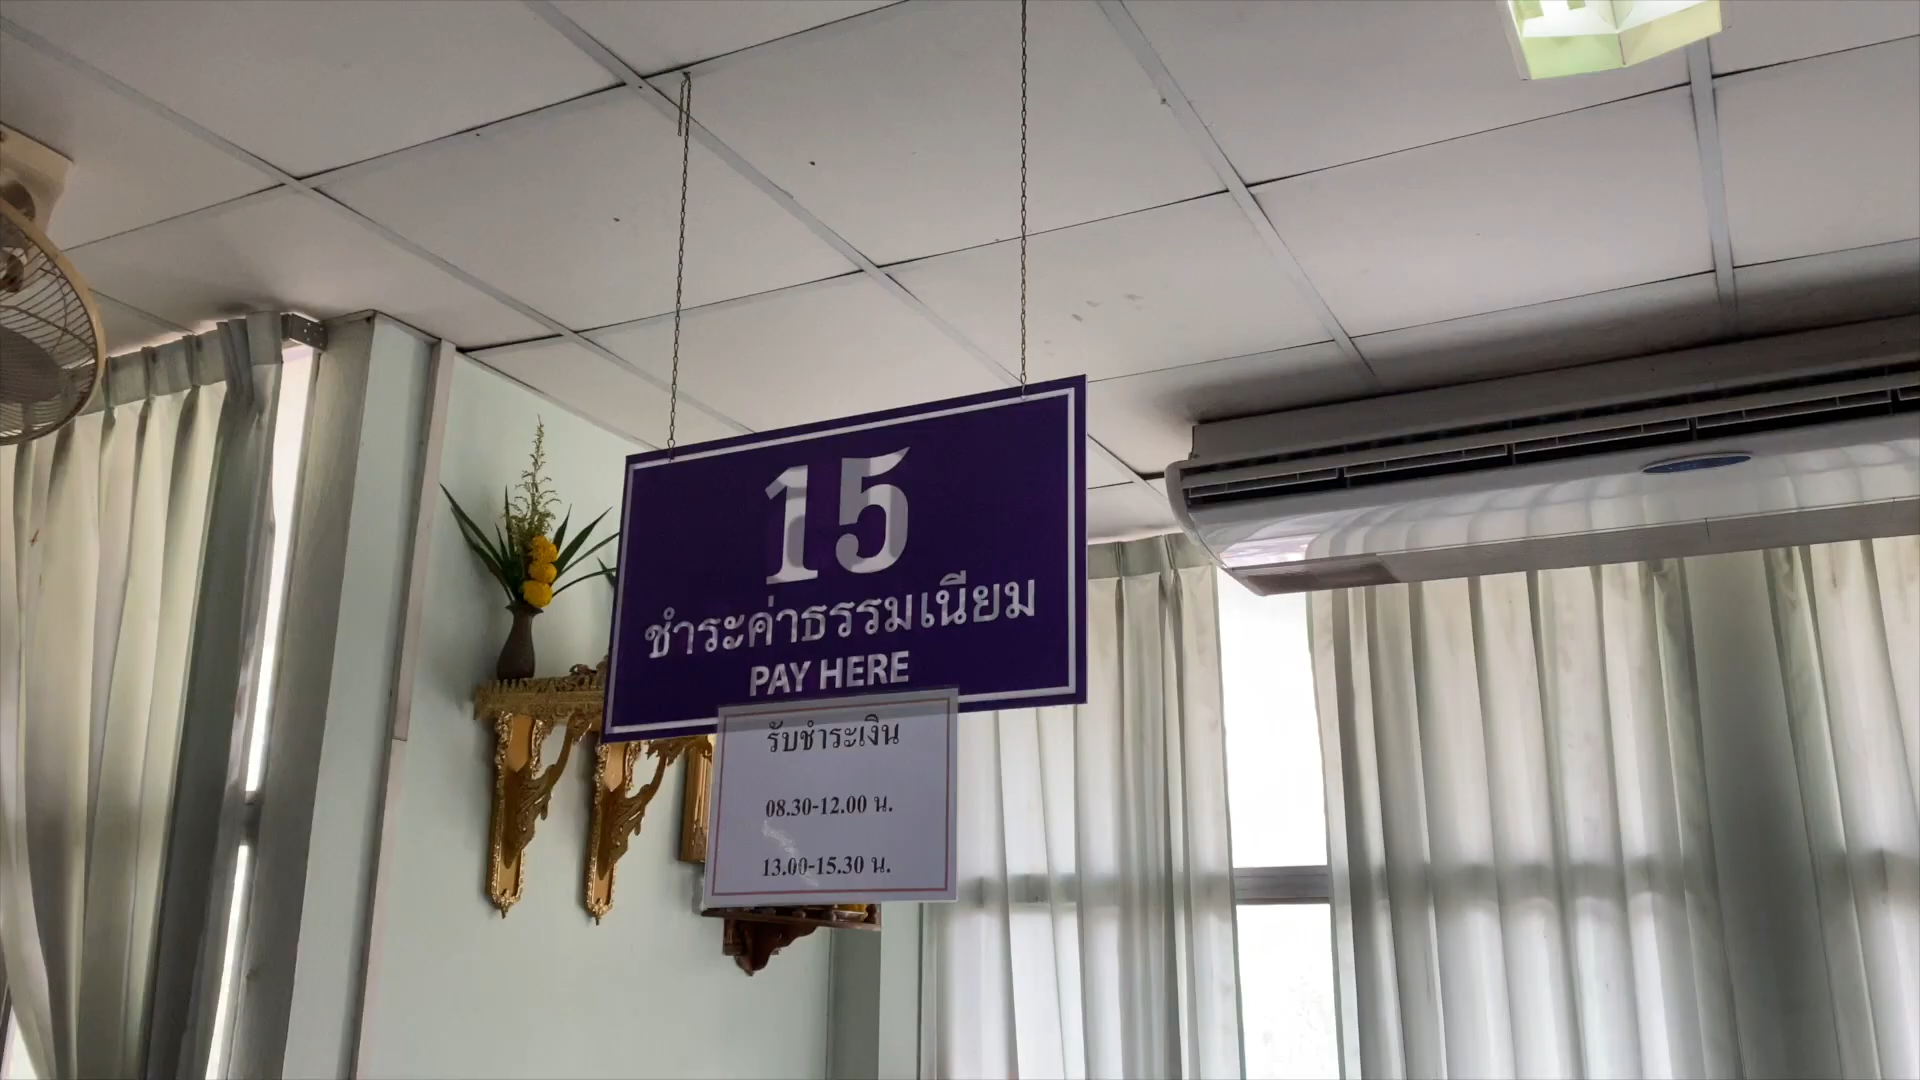 15
ชำระค่าธรรมเนียม
PAY HERE
รับชำระเงิน
08.30-12.00 น.
13.00-15.30 น.